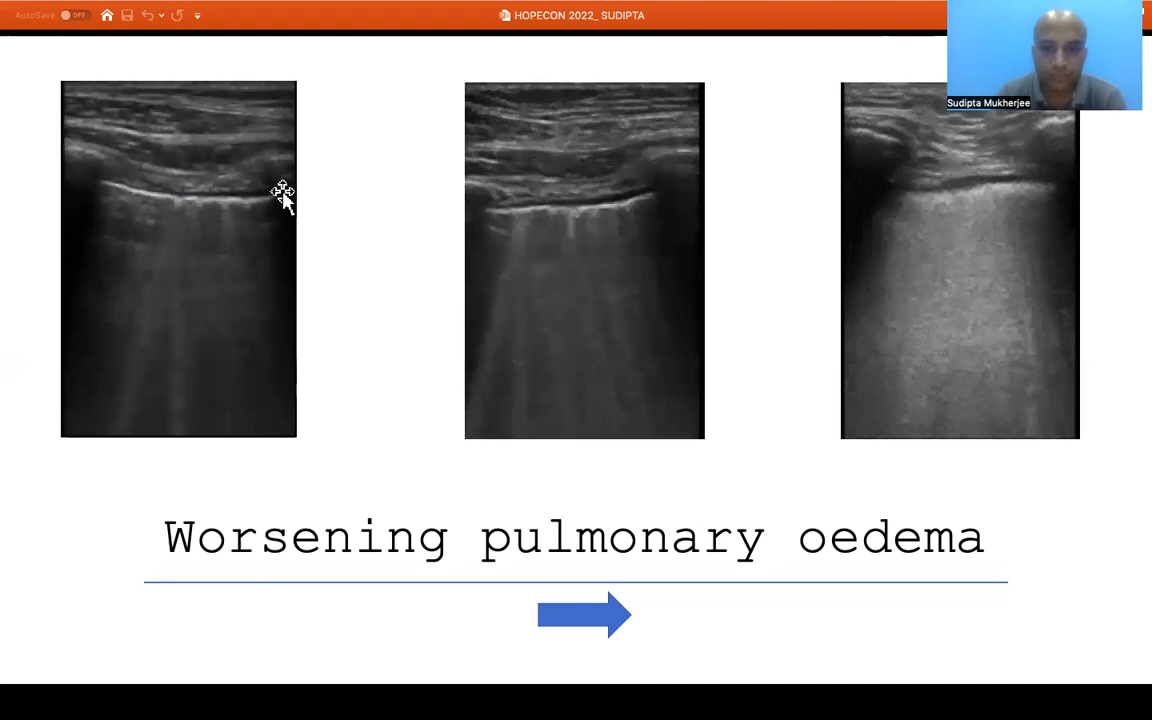 AutoSave OFF
HOPECON 2022_ SUDIPTA
Sudipta Mukherjee
Worsening pulmonary oedema